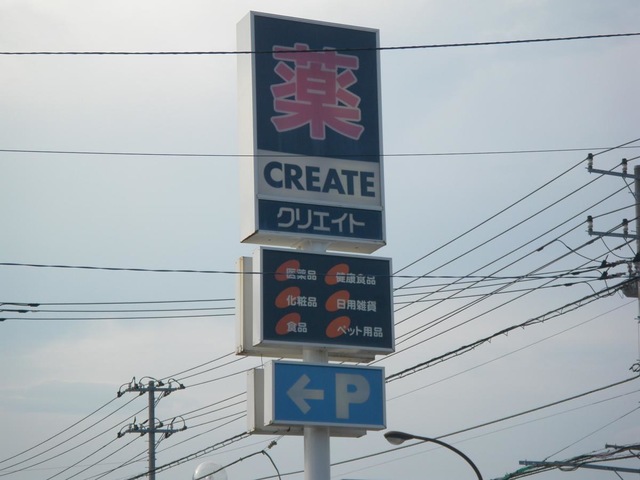 薬
CREATE
クリエイト
医薬品 健康食品
化粧品 日用雑貨
食品 ペット用品
← P